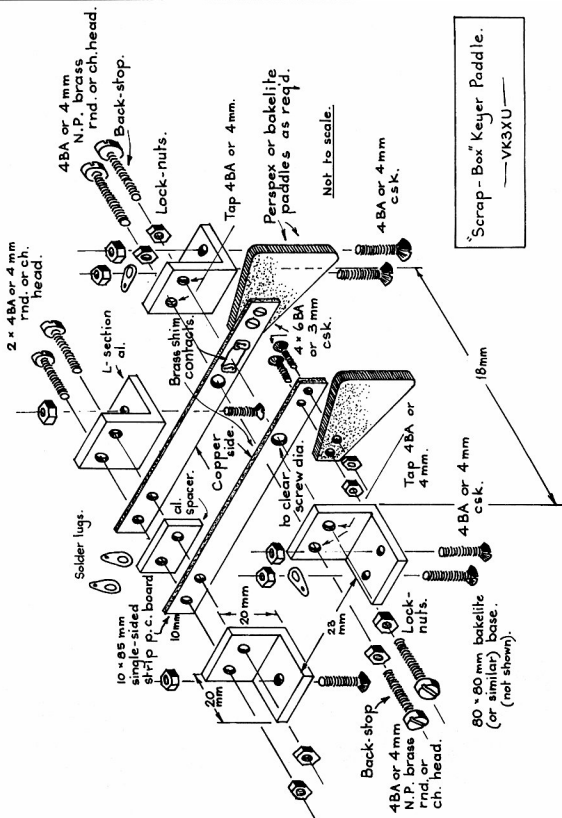 "Scrap-Box" Keyer Paddle.
— VK3XU —
4BA or 4mm
N.P. brass
rnd. or ch. head.
Back-stop.
Lock-nuts.
Tap 4BA or 4 mm.
Perspex or bakelite
paddles as req'd.
Not to scale.
4BA or 4mm
csk.
2 x 4BA or 4mm
rnd. or ch.
head.
L-section
al.
Brass shim
contacts.
4 x 6BA
or 3mm
csk.
18mm
Solder lugs.
al.
spacer.
Copper
side.
to clear
screw dia.
Tap 4BA or
4mm.
4BA or 4mm
csk.
10 x 85 mm
single-sided
strip p.c. board
10mm
20mm
20
mm
23
mm
Lock-
nuts.
Back-stop
4BA or 4mm
N.P. brass
rnd. or
ch. head.
80 x 80 mm bakelite
(or similar) base.
(not shown).